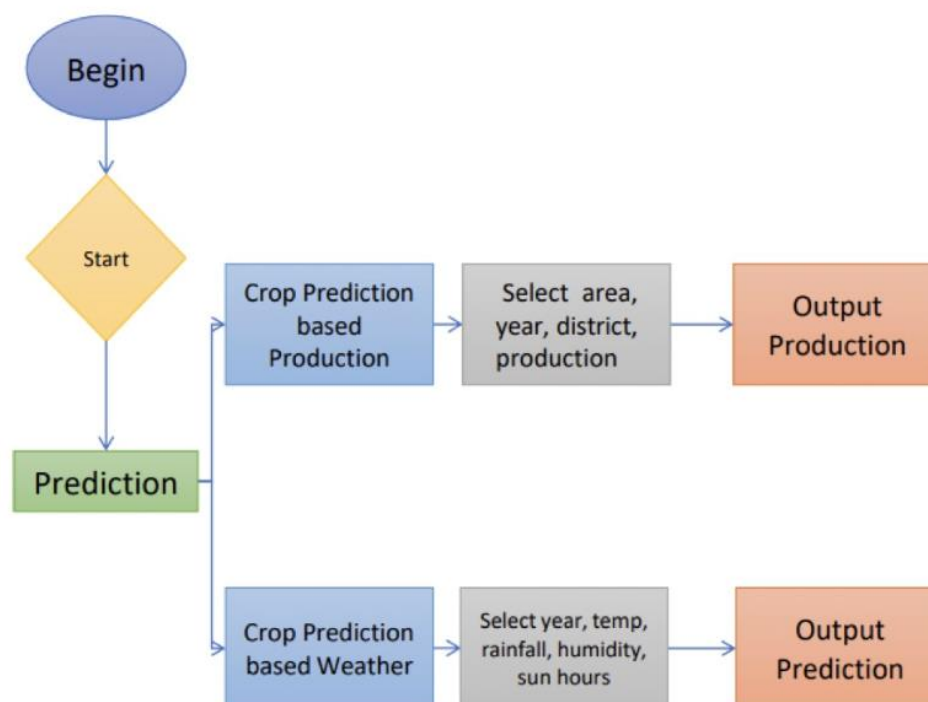 Begin
Start
Prediction
Crop Prediction
based
Production
Select area,
year, district,
production
Output
Production
Crop Prediction
based Weather
Select year, temp,
rainfall, humidity,
sun hours
Output
Prediction